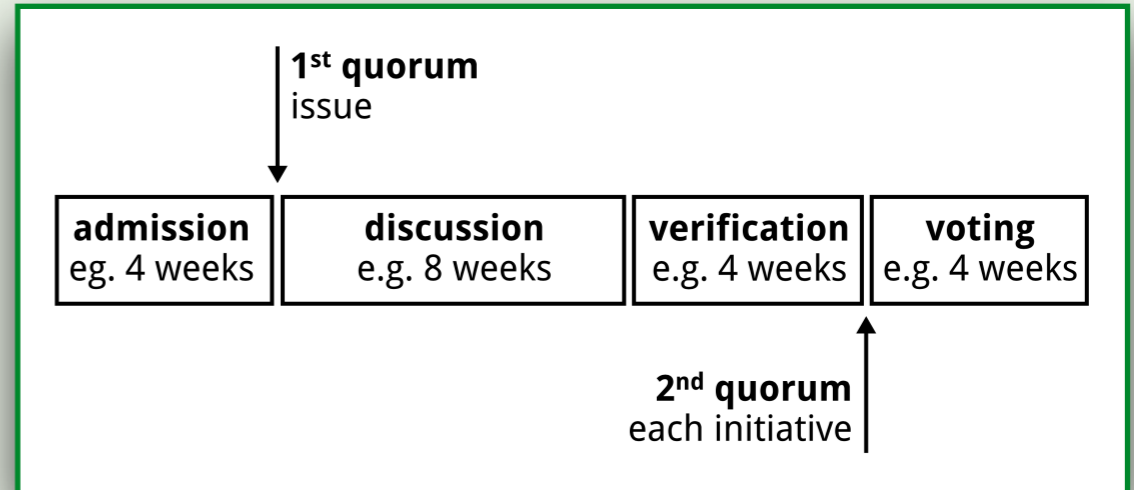 1st quorum
issue
admission
eg. 4 weeks
discussion
e.g. 8 weeks
verification
e.g. 4 weeks
voting
e.g. 4 weeks
2nd quorum
each initiative